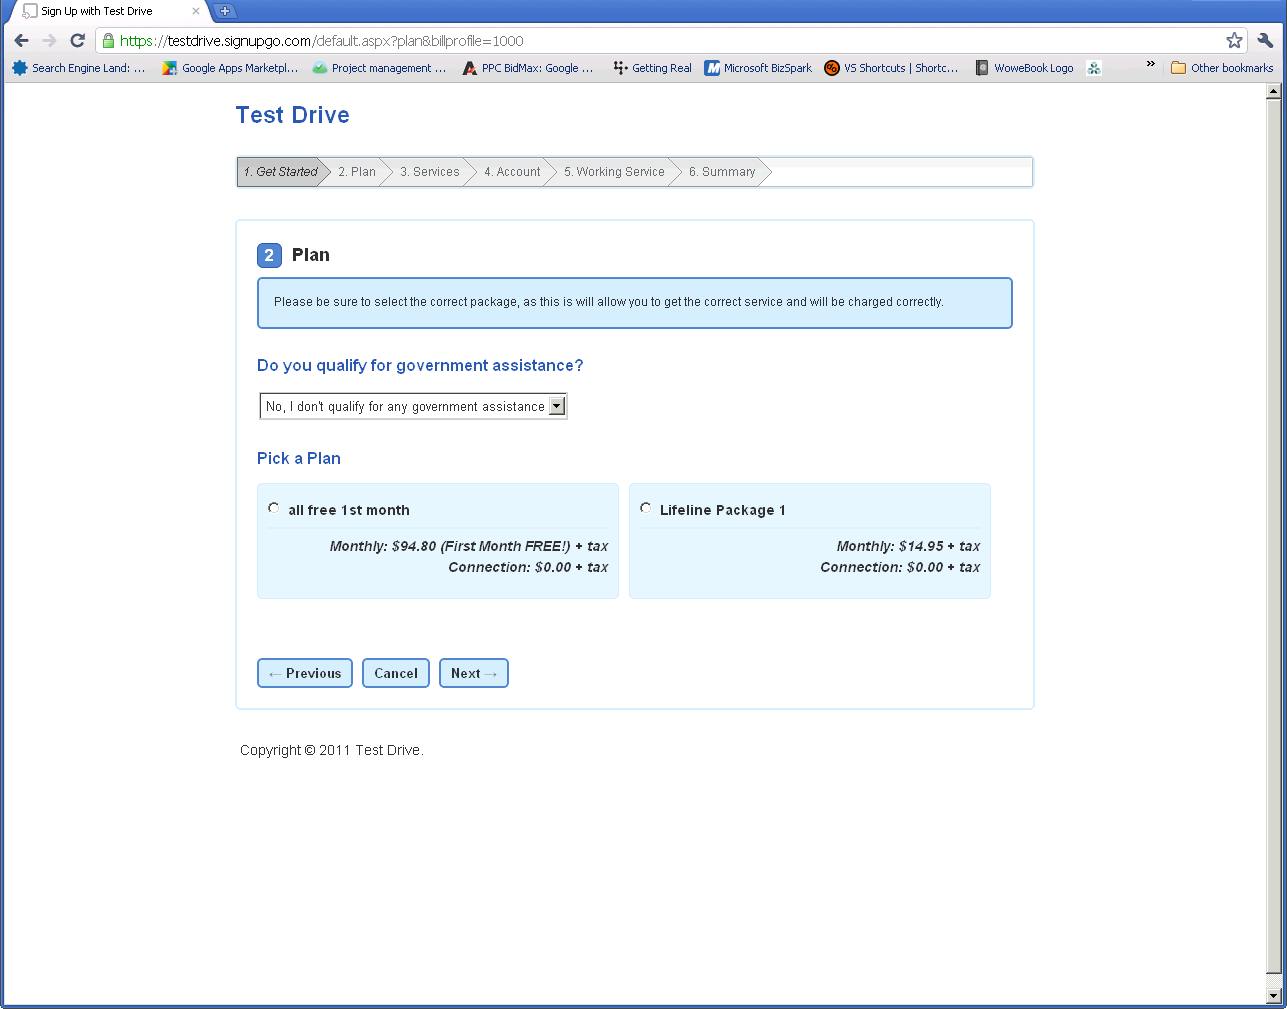 Sign Up with Test Drive
https://testdrive.signupgo.com/default.aspx?plan&billprofile=1000
Search Engine Land: ... Google Apps Marketpl... Project management ... PPC BidMax: Google ... Getting Real Microsoft BizSpark VS Shortcuts | Shortc... WoweBook Logo » Other bookmarks
Test Drive
1. Get Started 2. Plan 3. Services 4. Account 5. Working Service 6. Summary
2 Plan
Please be sure to select the correct package, as this is will allow you to get the correct service and will be charged correctly.
Do you qualify for government assistance?
No, I don't qualify for any government assistance
Pick a Plan
all free 1st month
Monthly: $94.80 (First Month FREE!) + tax
Connection: $0.00 + tax
Lifeline Package 1
Monthly: $14.95 + tax
Connection: $0.00 + tax
← Previous Cancel Next →
Copyright © 2011 Test Drive.